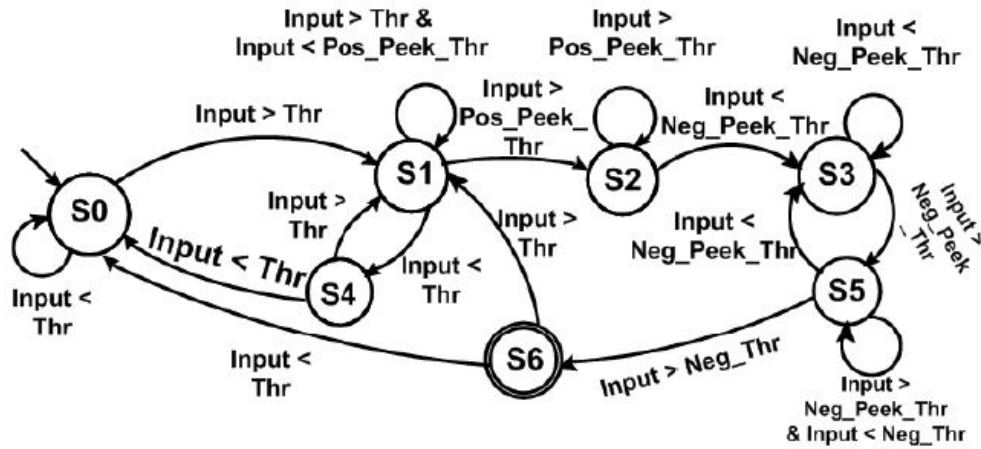 Input > Thr &
Input < Pos_Peek_Thr
Input >
Pos_Peek_Thr
Input <
Neg_Peek_Thr
Input > Thr
Input >
Pos_Peek_
Thr
Input <
Neg_Peek_Thr
S0
S1
S2
S3
Input >
Thr
Input < Thr
Input <
Thr
Input >
Thr
Input <
Neg_Peek_Thr
Input >
Neg_Peek
_Thr
Input <
Thr
S4
S5
S6
Input <
Thr
Input > Neg_Thr
Input >
Neg_Peek_Thr
& Input < Neg_Thr